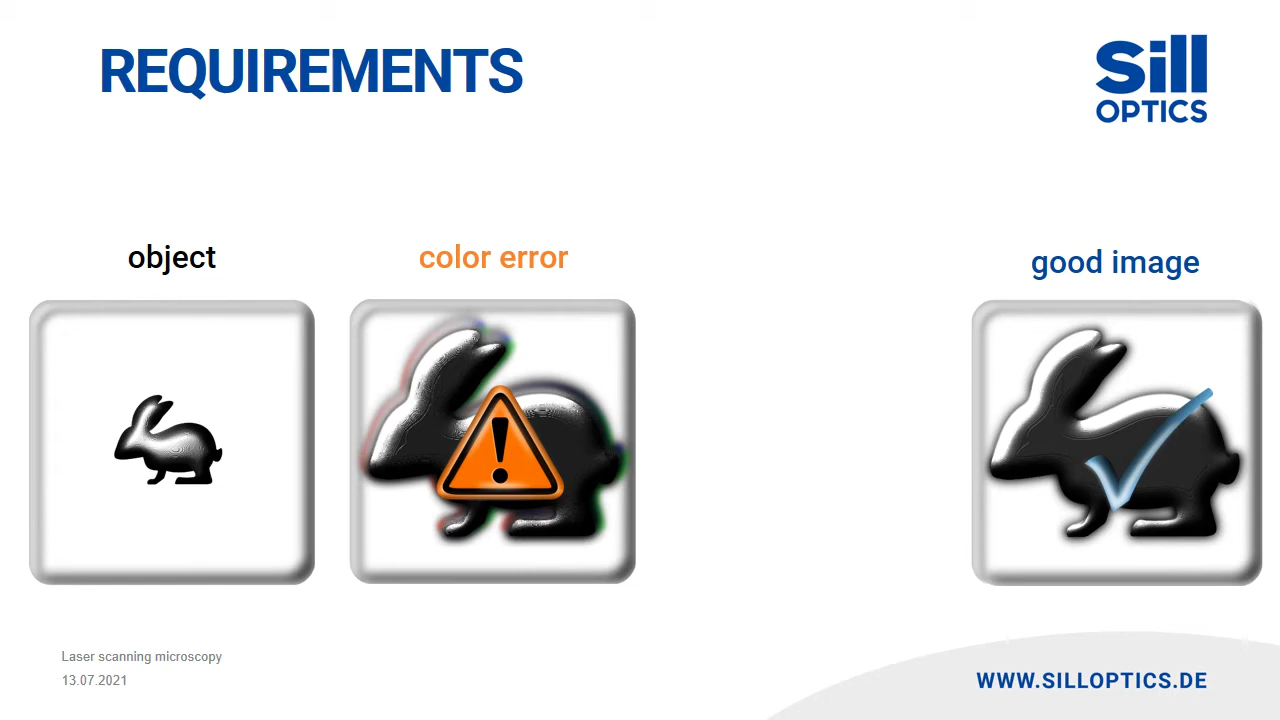 REQUIREMENTS
Sill
OPTICS
object
color error
good image
Laser scanning microscopy
13.07.2021
WWW.SILLOPTICS.DE